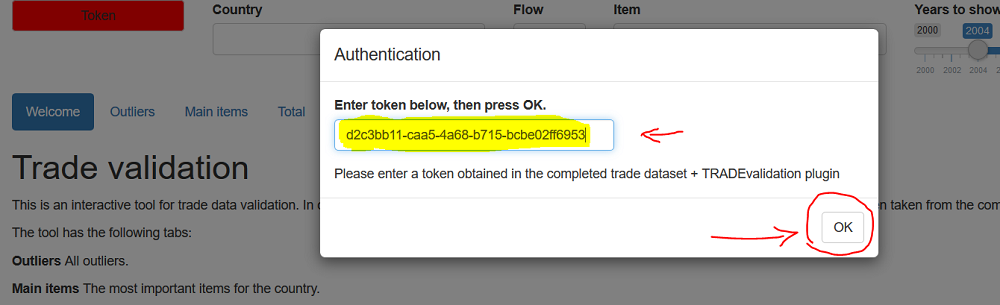 Token
Country
Flow
Item
Years to show
2000
2004
2000 2002 2004
Authentication
Enter token below, then press OK.
d2c3bb11-caa5-4a68-b715-bcbe02ff6953
Please enter a token obtained in the completed trade dataset + TRADEvalidation plugin
OK
Welcome
Outliers
Main items
Total
Trade validation
This is an interactive tool for trade data validation. In
n taken from the com
The tool has the following tabs:
Outliers All outliers.
Main items The most important items for the country.